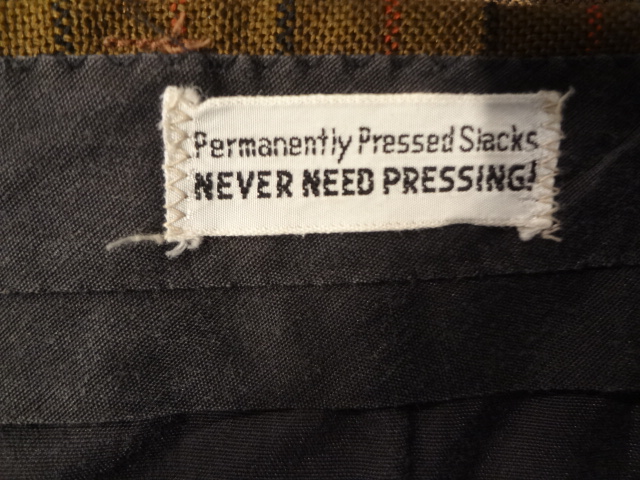 Permanently Pressed Slacks
NEVER NEED PRESSING!